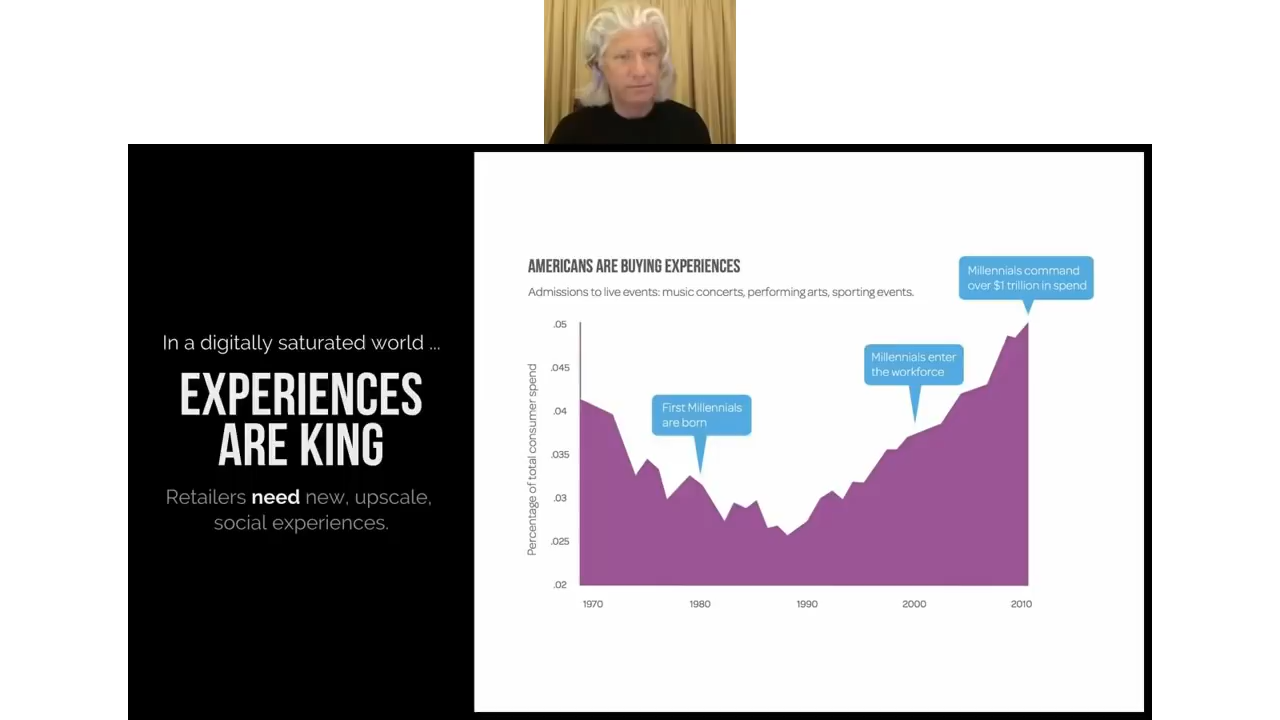 In a digitally saturated world ...
EXPERIENCES
ARE KING
Retailers need new, upscale,
social experiences.
AMERICANS ARE BUYING EXPERIENCES
Admissions to live events: music concerts, performing arts, sporting events.
Millennials command
over $1 trillion in spend
Millennials enter
the workforce
First Millennials
are born
Percentage of total consumer spend
.05
.045
.04
.035
.03
.025
.02
1970
1980
1990
2000
2010